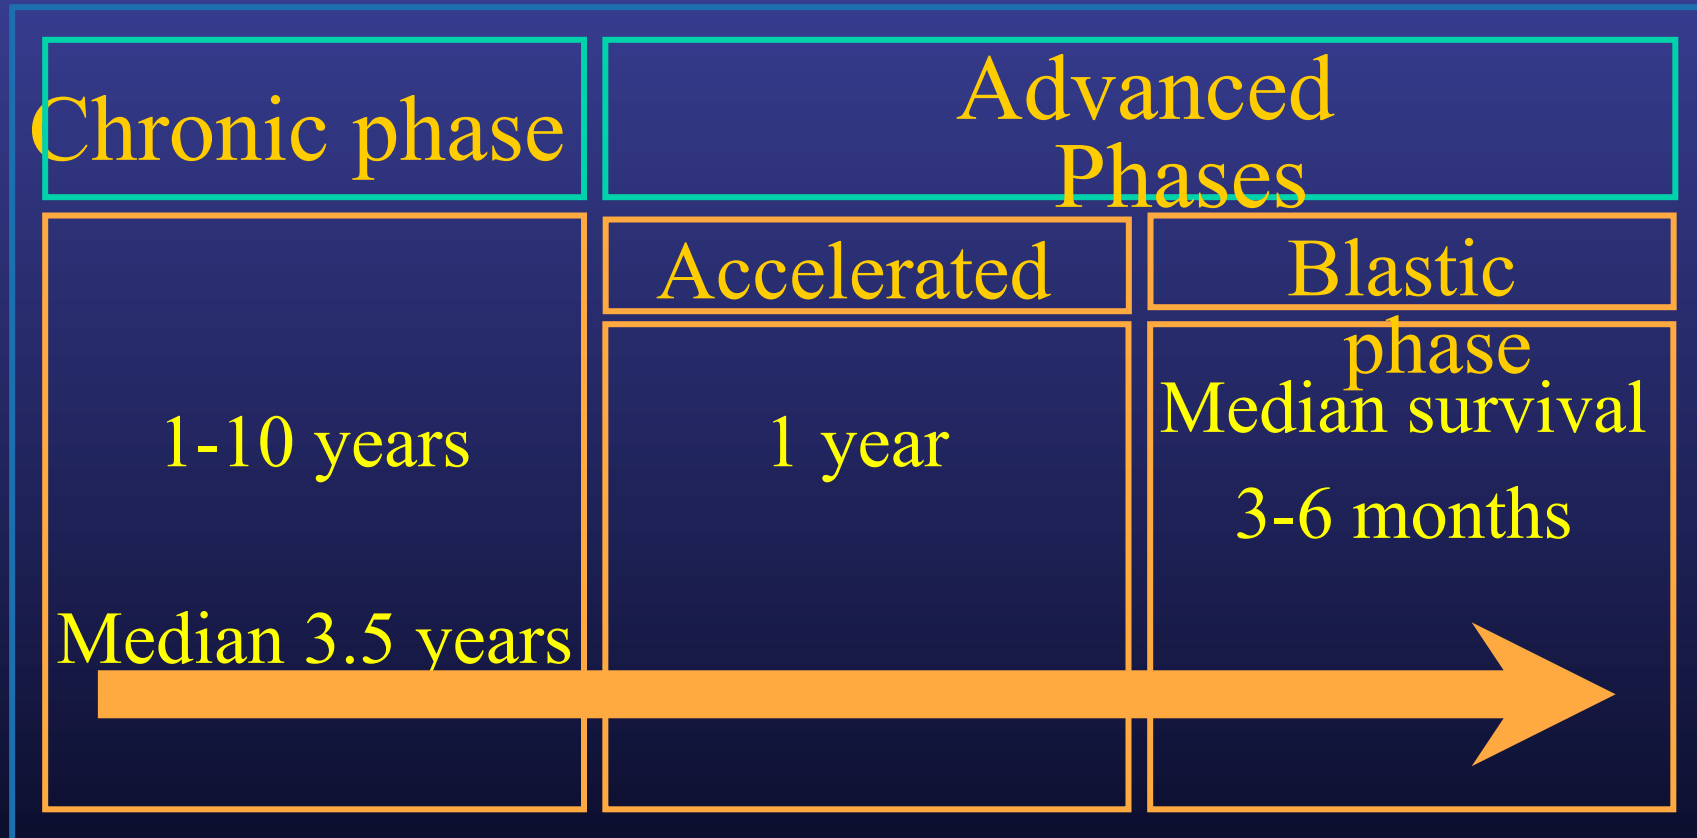 Chronic phase
Advanced
Phases
Accelerated
Blastic
phase
1-10 years
Median 3.5 years
1 year
Median survival
3-6 months